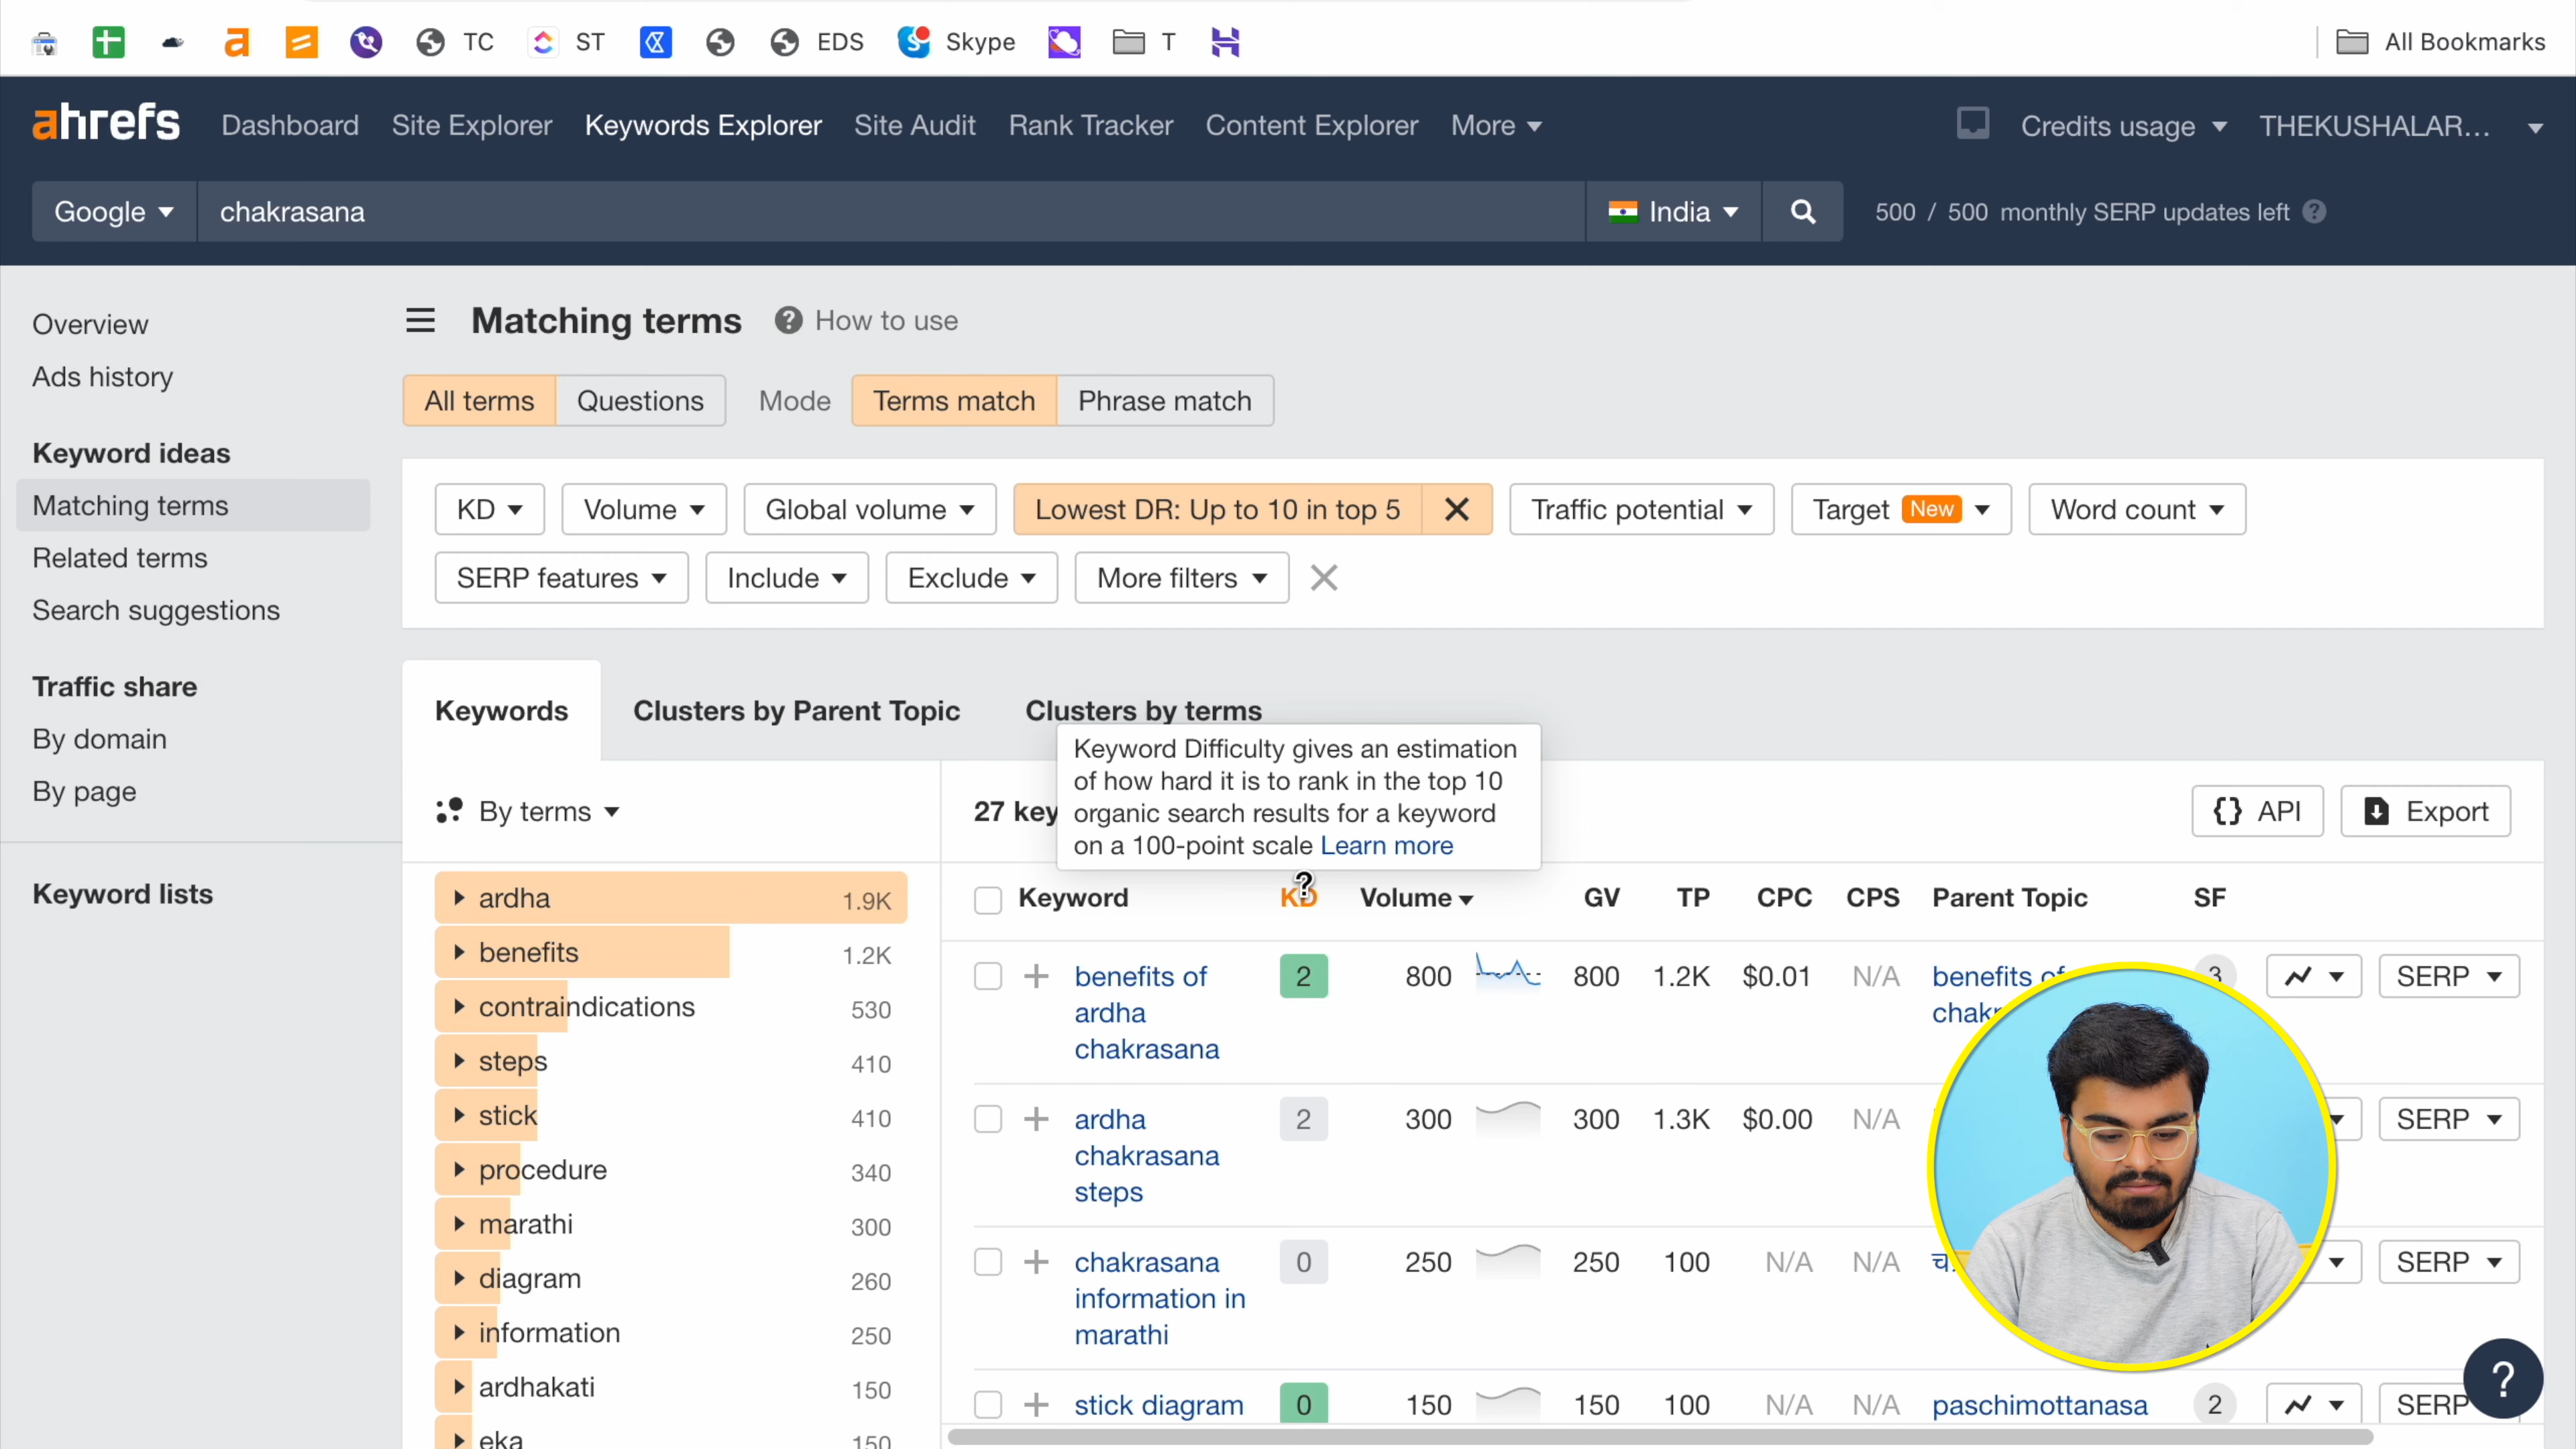 TC ST EDS Skype T All Bookmarks
ahrefs Dashboard Site Explorer Keywords Explorer Site Audit Rank Tracker Content Explorer More Credits usage THEKUSHALAR...
Google chakrasana India 500 / 500 monthly SERP updates left ?
Overview
Ads history
Keyword ideas
Matching terms
Related terms
Search suggestions
Traffic share
By domain
By page
Keyword lists
Matching terms ? How to use
All terms Questions Mode Terms match Phrase match
KD Volume Global volume Lowest DR: Up to 10 in top 5 Traffic potential Target New Word count
SERP features Include Exclude More filters
Keywords Clusters by Parent Topic Clusters by terms
Keyword Difficulty gives an estimation
of how hard it is to rank in the top 10
organic search results for a keyword
on a 100-point scale Learn more
By terms
27 key
API Export
ardha 1.9K
benefits 1.2K
contraindications 530
steps 410
stick 410
procedure 340
marathi 300
diagram 260
information 250
ardhakati 150
eka 150
Keyword KD Volume GV TP CPC CPS Parent Topic SF
benefits of 2 800 800 1.2K $0.01 N/A benefits of 3 SERP
ardha chakr
chakrasana
ardha 2 300 300 1.3K $0.00 N/A SERP
chakrasana
steps
chakrasana 0 250 250 100 N/A N/A SERP
information in
marathi
stick diagram 0 150 150 100 N/A N/A paschimottanasa 2 SERP
?